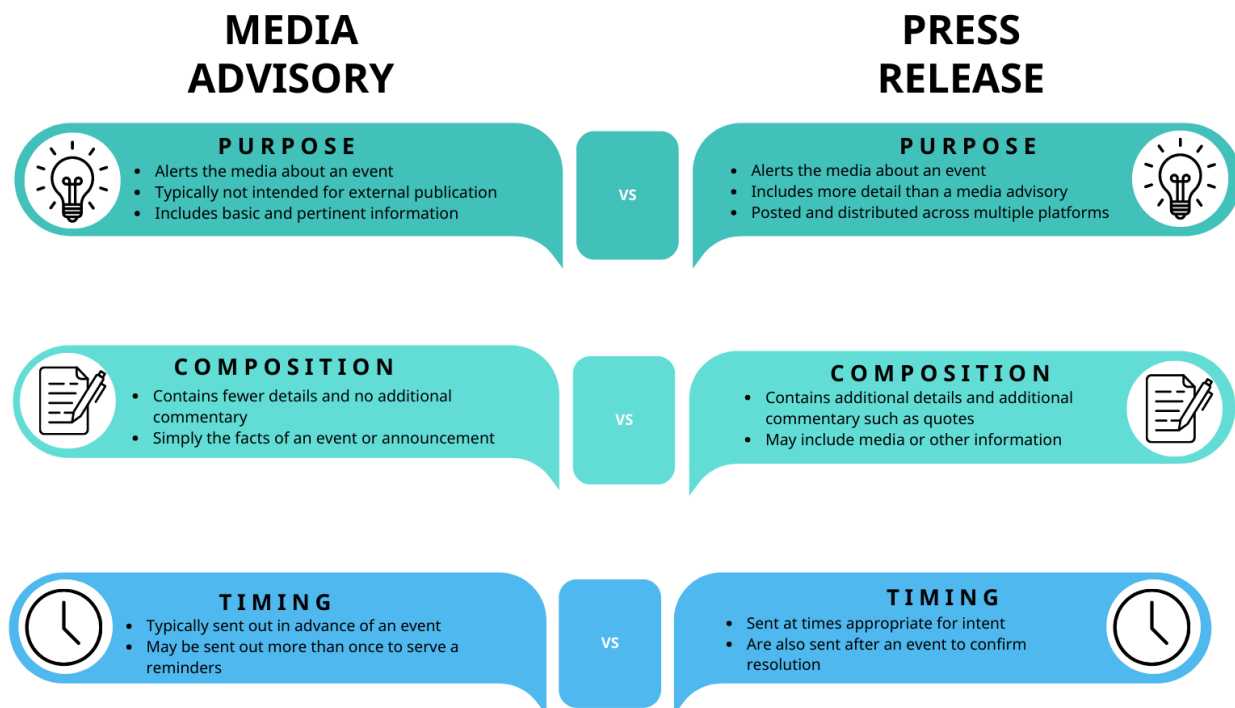 MEDIA
ADVISORY
PRESS
RELEASE
PURPOSE
• Alerts the media about an event
• Typically not intended for external publication
• Includes basic and pertinent information
VS
PURPOSE
• Alerts the media about an event
• Includes more detail than a media advisory
• Posted and distributed across multiple platforms
COMPOSITION
• Contains fewer details and no additional
commentary
• Simply the facts of an event or announcement
VS
COMPOSITION
• Contains additional details and additional
commentary such as quotes
• May include media or other information
TIMING
• Typically sent out in advance of an event
• May be sent out more than once to serve a
reminders
VS
TIMING
• Sent at times appropriate for intent
• Are also sent after an event to confirm
resolution